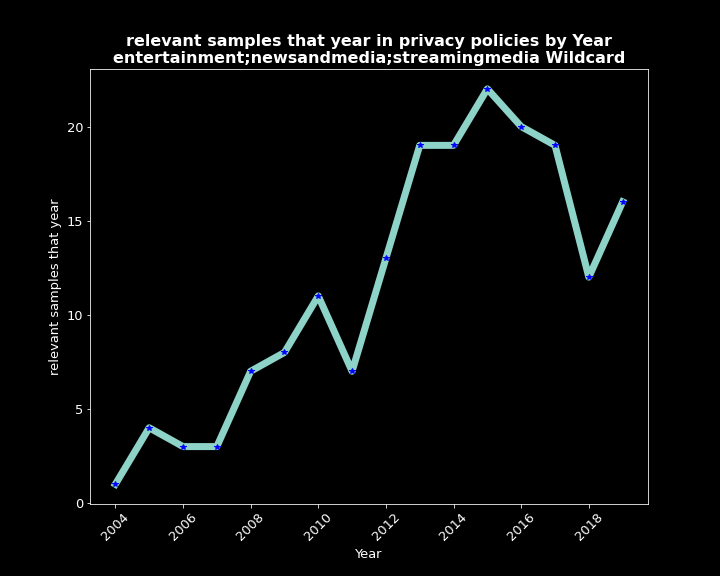 relevant samples that year in privacy policies by Year
entertainment;newsandmedia;streamingmedia Wildcard
relevant samples that year
20
15
10
5
0
2004 2006 2008 2010 2012 2014 2016 2018
Year